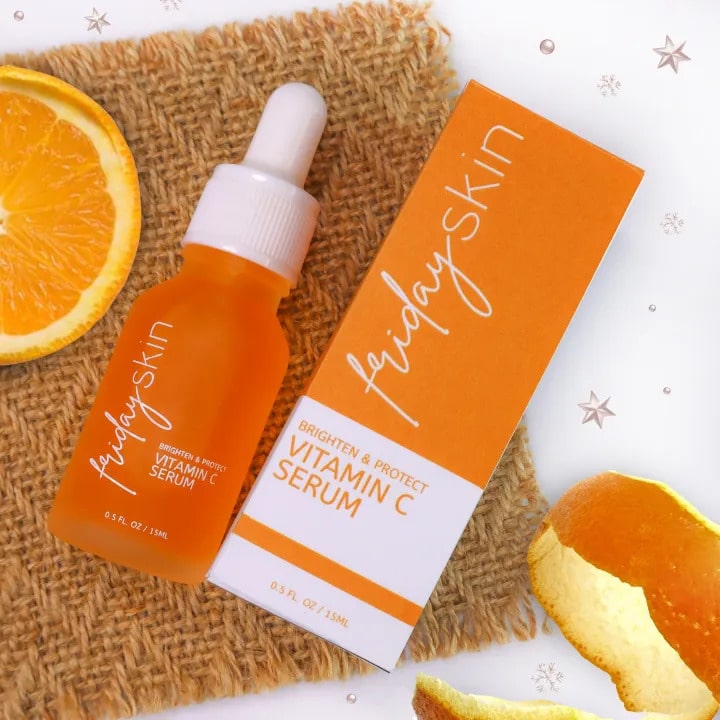 fridayskin
BRIGHTEN & PROTECT
VITAMIN C
SERUM
0.5 FL. OZ / 15ML
fridayskin
BRIGHTEN & PROTECT
VITAMIN C
SERUM
0.5 FL. OZ / 15ML